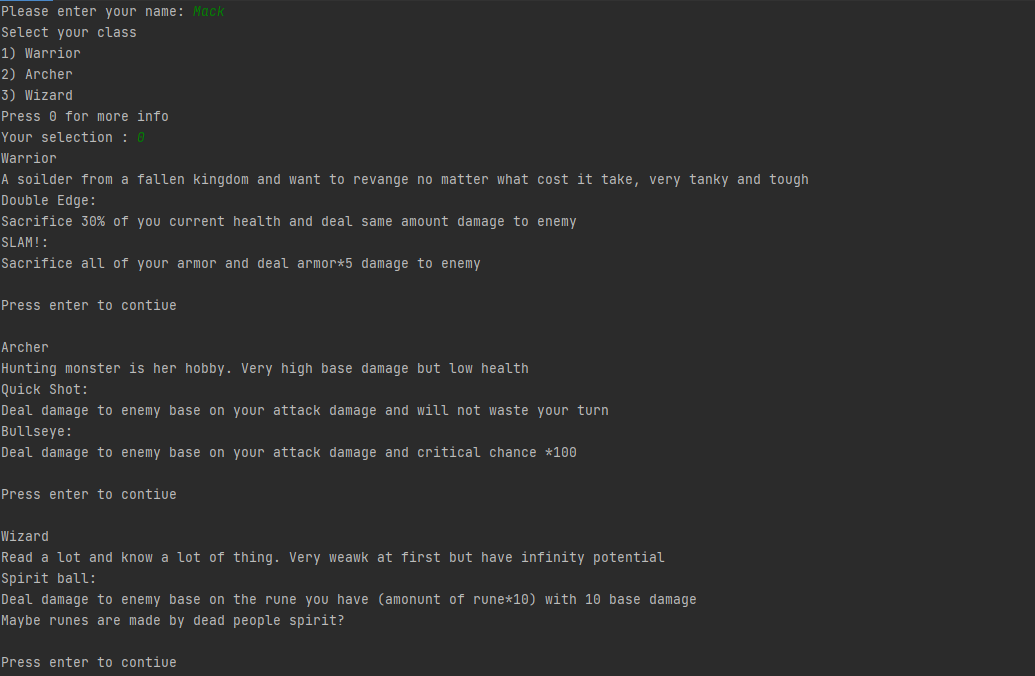 Please enter your name: Mack
Select your class
1) Warrior
2) Archer
3) Wizard
Press 0 for more info
Your selection : 0
Warrior
A soilder from a fallen kingdom and want to revange no matter what cost it take, very tanky and tough
Double Edge:
Sacrifice 30% of you current health and deal same amount damage to enemy
SLAM!:
Sacrifice all of your armor and deal armor*5 damage to enemy
Press enter to contiue
Archer
Hunting monster is her hobby. Very high base damage but low health
Quick Shot:
Deal damage to enemy base on your attack damage and will not waste your turn
Bullseye:
Deal damage to enemy base on your attack damage and critical chance *100
Press enter to contiue
Wizard
Read a lot and know a lot of thing. Very weawk at first but have infinity potential
Spirit ball:
Deal damage to enemy base on the rune you have (amonunt of rune*10) with 10 base damage
Maybe runes are made by dead people spirit?
Press enter to contiue